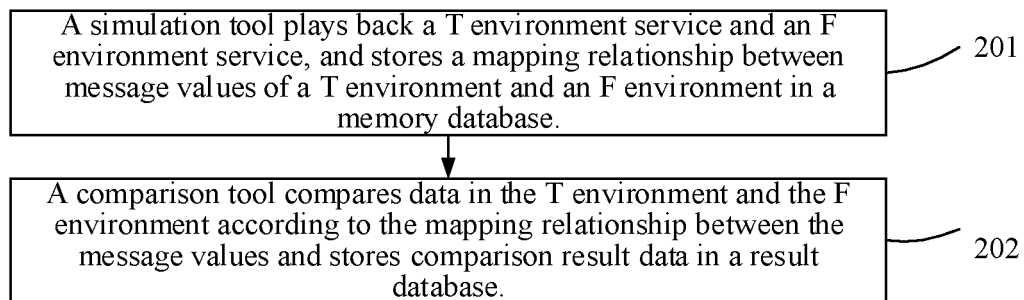 A simulation tool plays back a T environment service and an F
environment service, and stores a mapping relationship between
message values of a T environment and an F environment in a
memory database.
201
A comparison tool compares data in the T environment and the F
environment according to the mapping relationship between the
message values and stores comparison result data in a result
database.
202